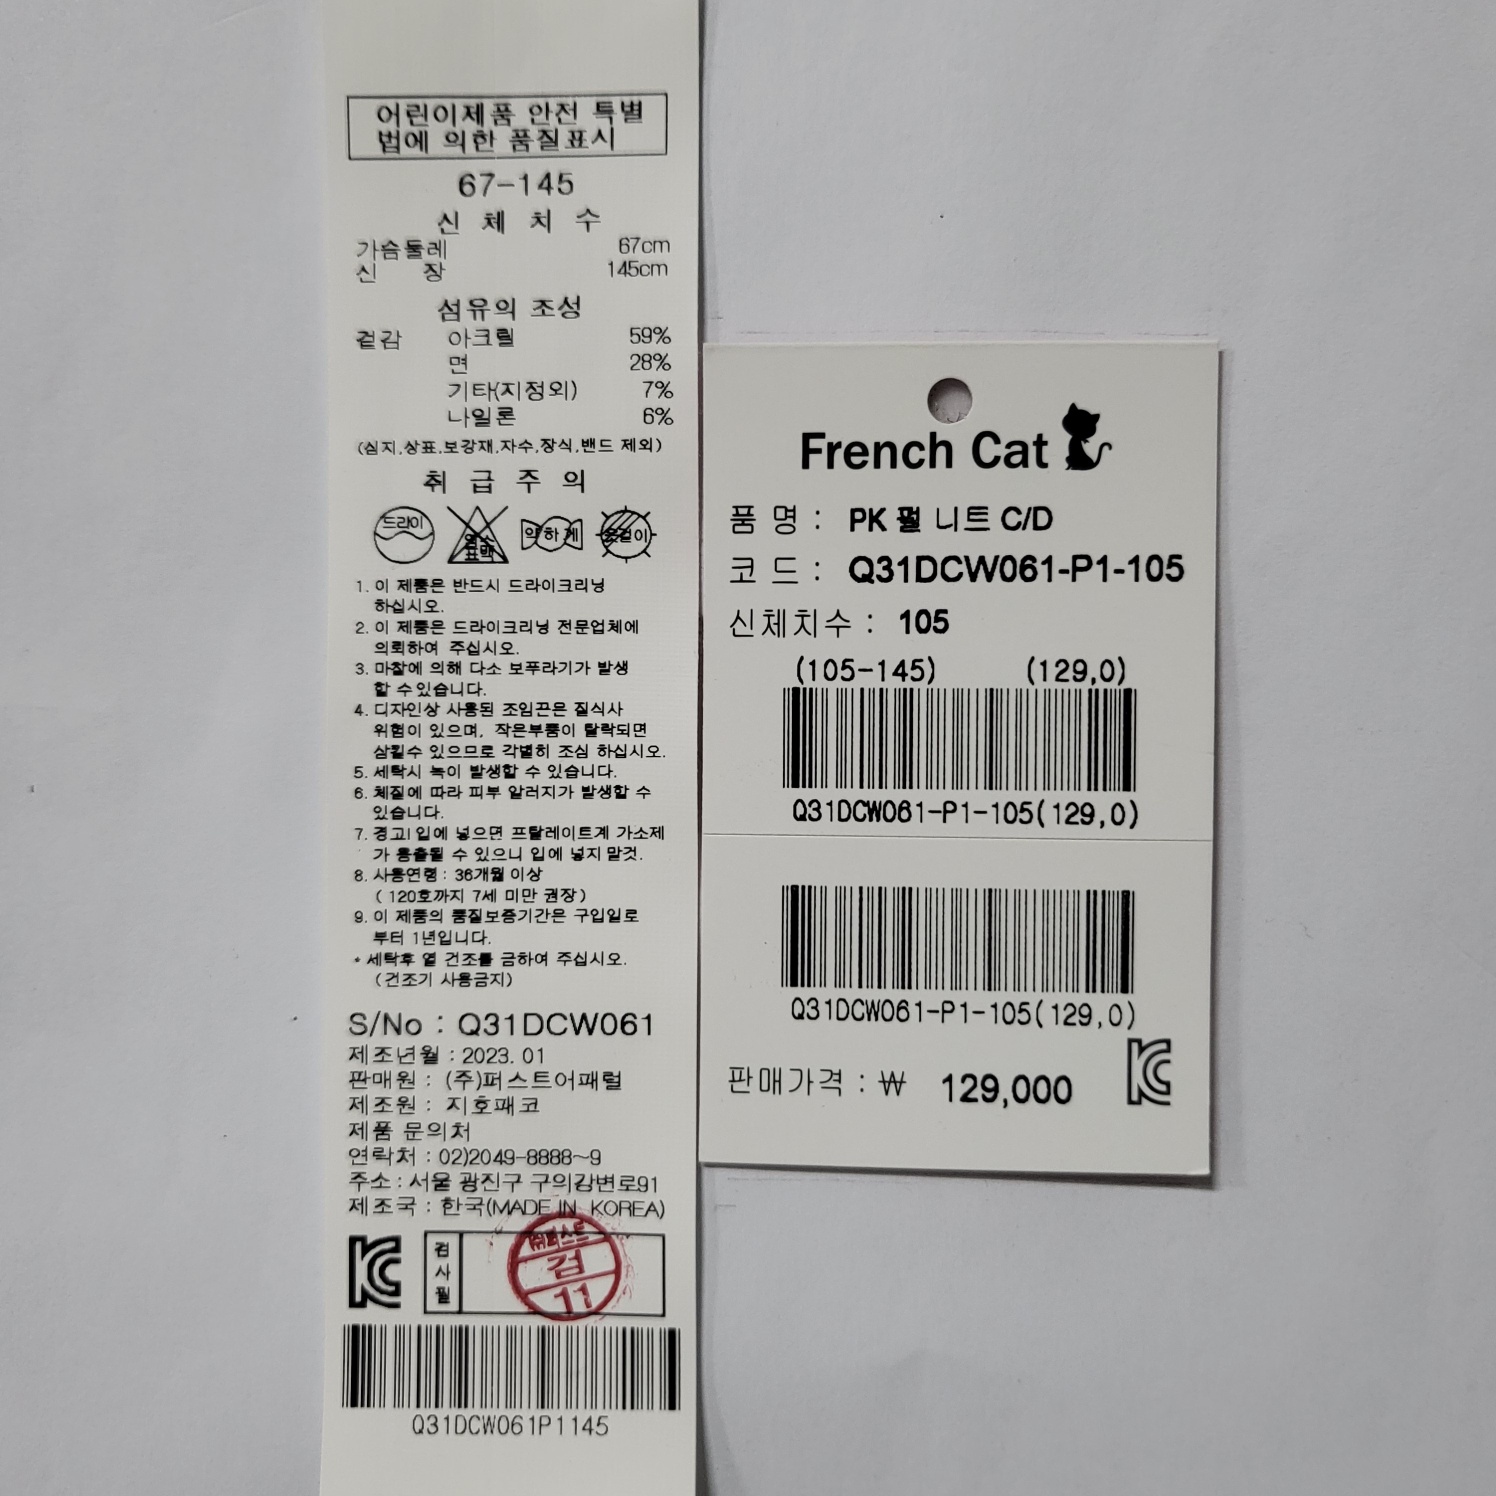 어린이제품 안전 특별
법에 의한 품질표시
67-145
신 체 치 수
가슴둘레 67cm
신 장 145cm
섬유의 조성
겉감 아크릴 59%
면 28%
기타(지정외) 7%
나일론 6%
(심지,상표,보강재,자수,장식,밴드 제외)
취 급 주 의
드라이 염소 표백 약하게 옷걸이
1. 이 제품은 반드시 드라이크리닝
하십시오.
2. 이 제품은 드라이크리닝 전문업체에
의뢰하여 주십시오.
3. 마찰에 의해 다소 보푸라기가 발생
할 수있습니다.
4. 디자인상 사용된 조임끈은 질식사
위험이 있으며, 작은부품이 탈락되면
삼킬수 있으므로 각별히 조심 하십시오.
5. 세탁시 녹이 발생할 수 있습니다.
6. 체질에 따라 피부 알러지가 발생할 수
있습니다.
7. 경고! 입에 넣으면 프탈레이트계 가소제
가 용출될 수 있으니 입에 넣지 말것.
8. 사용연령 : 36개월 이상
( 120호까지 7세 미만 권장 )
9. 이 제품의 품질보증기간은 구입일로
부터 1년입니다.
* 세탁후 열 건조를 금하여 주십시오.
(건조기 사용금지)
S/No : Q31DCW061
제조년월 : 2023. 01
판매원 : (주)퍼스트어패럴
제조원 : 지호패코
제품 문의처
연락처 : 02)2049-8888~9
주소 : 서울 광진구 구의강변로91
제조국 : 한국(MADE IN KOREA)
KC 검사필 ㈜퍼스트 검 11
Q31DCW061P1145
French Cat
품 명 : PK 펄 니트 C/D
코 드 : Q31DCW061-P1-105
신체치수 : 105
(105-145) (129,0)
Q31DCW061-P1-105(129,0)
Q31DCW061-P1-105(129,0)
판매가격 : ₩ 129,000 KC